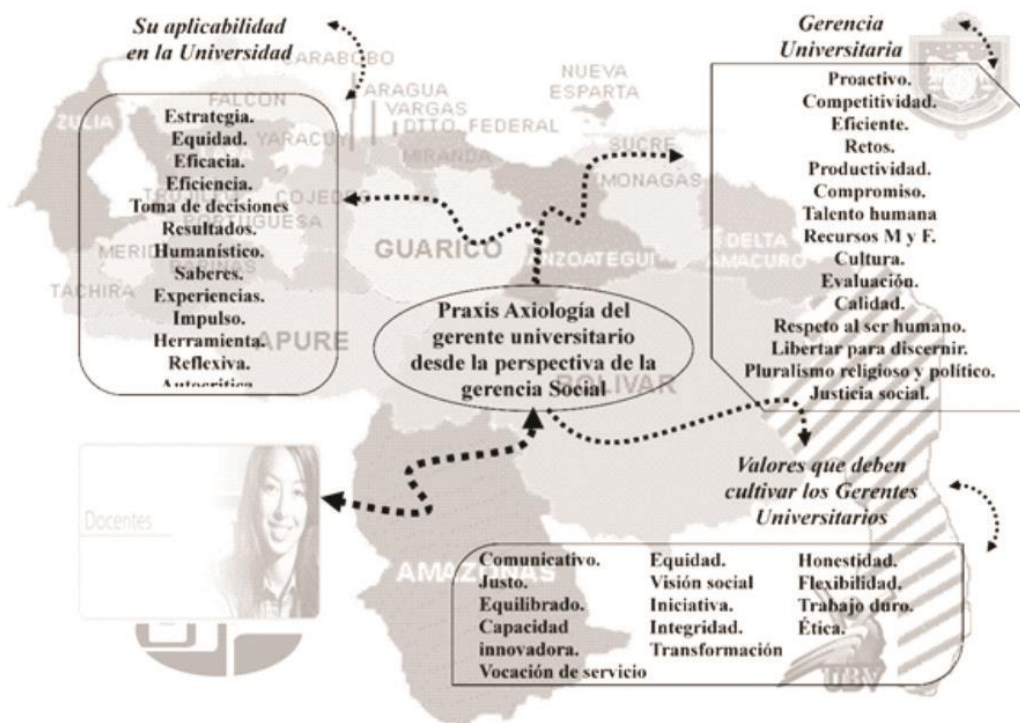 Su aplicabilidad
en la Universidad
Estrategia.
Equidad.
Eficacia.
Eficiencia.
Toma de decisiones
Resultados.
Humanístico.
Saberes.
Experiencias.
Impulso.
Herramienta.
Reflexiva.
Autocritica
Gerencia
Universitaria
Proactivo.
Competitividad.
Eficiente.
Retos.
Productividad.
Compromiso.
Talento humana
Recursos M y F.
Cultura.
Evaluación.
Calidad.
Respeto al ser humano.
Libertar para discernir.
Pluralismo religioso y político.
Justicia social.
Praxis Axiología del
gerente universitario
desde la perspectiva de la
gerencia Social
Valores que deben
cultivar los Gerentes
Universitarios
Comunicativo.
Justo.
Equilibrado.
Capacidad
innovadora.
Vocación de servicio
Equidad.
Visión social
Iniciativa.
Integridad.
Transformación
Honestidad.
Flexibilidad.
Trabajo duro.
Ética.
Docentes
ZULIA
FALCON
CARABOBO
ARAGUA
VARGAS
DTTO. FEDERAL
NUEVA
ESPARTA
YARACUY
MIRANDA
SUCRE
MONAGAS
TRUJILLO
COJEDES
PORTUGUESA
MERIDA
BARINAS
TACHIRA
GUARICO
ANZOATEGUI
DELTA
AMACURO
APURE
BOLIVAR
AMAZONAS
UBV